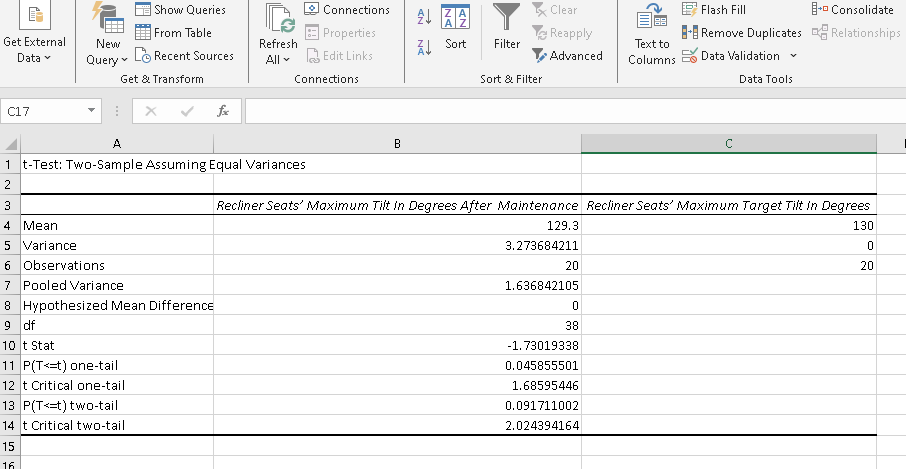 Show Queries
From Table
Recent Sources
Get External Data
New Query
Get & Transform
Connections
Properties
Edit Links
Refresh All
Connections
Sort
Filter
Clear
Reapply
Advanced
Sort & Filter
Text to Columns
Flash Fill
Remove Duplicates
Data Validation
Consolidate
Relationships
Data Tools
C17 fx
A B C
1 t-Test: Two-Sample Assuming Equal Variances
2
3 Recliner Seats’ Maximum Tilt In Degrees After Maintenance Recliner Seats’ Maximum Target Tilt In Degrees
4 Mean 129.3 130
5 Variance 3.273684211 0
6 Observations 20 20
7 Pooled Variance 1.636842105
8 Hypothesized Mean Difference 0
9 df 38
10 t Stat -1.73019338
11 P(T<=t) one-tail 0.045855501
12 t Critical one-tail 1.68595446
13 P(T<=t) two-tail 0.091711002
14 t Critical two-tail 2.024394164
15
16